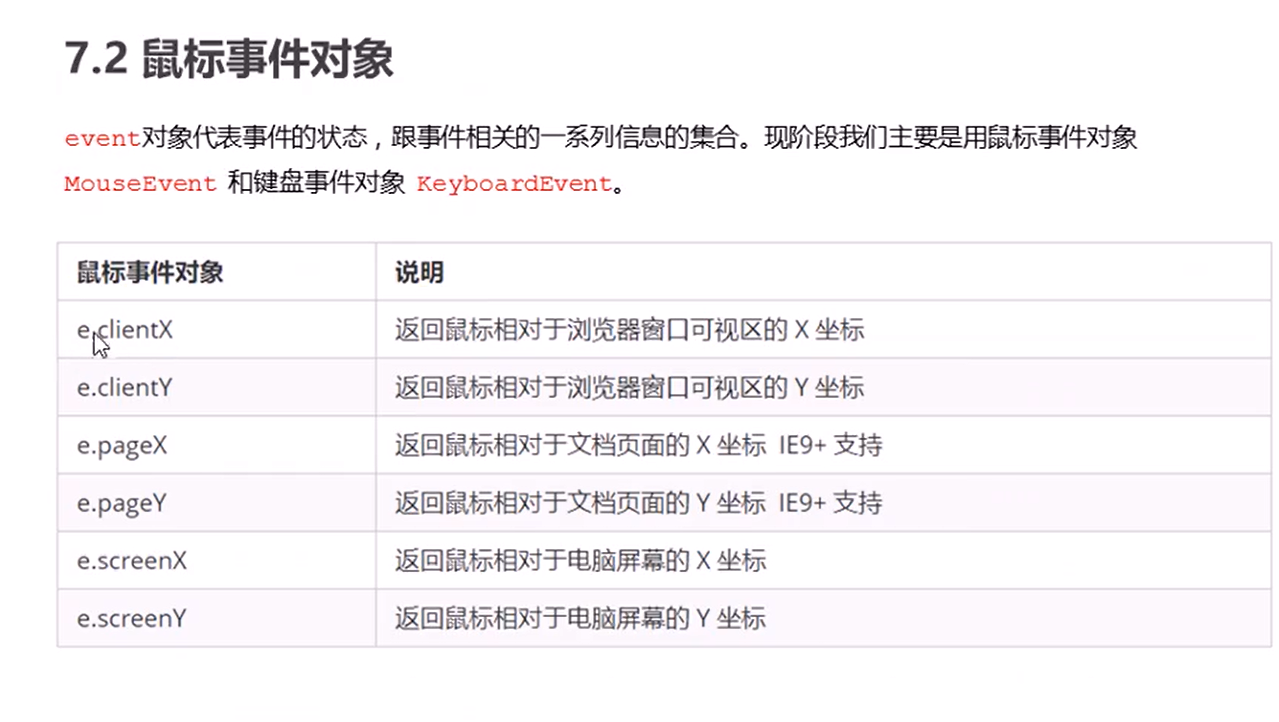 7.2 鼠标事件对象
event对象代表事件的状态，跟事件相关的一系列信息的集合。现阶段我们主要是用鼠标事件对象
MouseEvent 和键盘事件对象 KeyboardEvent。
鼠标事件对象 说明
e.clientX 返回鼠标相对于浏览器窗口可视区的 X 坐标
e.clientY 返回鼠标相对于浏览器窗口可视区的 Y 坐标
e.pageX 返回鼠标相对于文档页面的 X 坐标 IE9+ 支持
e.pageY 返回鼠标相对于文档页面的 Y 坐标 IE9+ 支持
e.screenX 返回鼠标相对于电脑屏幕的 X 坐标
e.screenY 返回鼠标相对于电脑屏幕的 Y 坐标